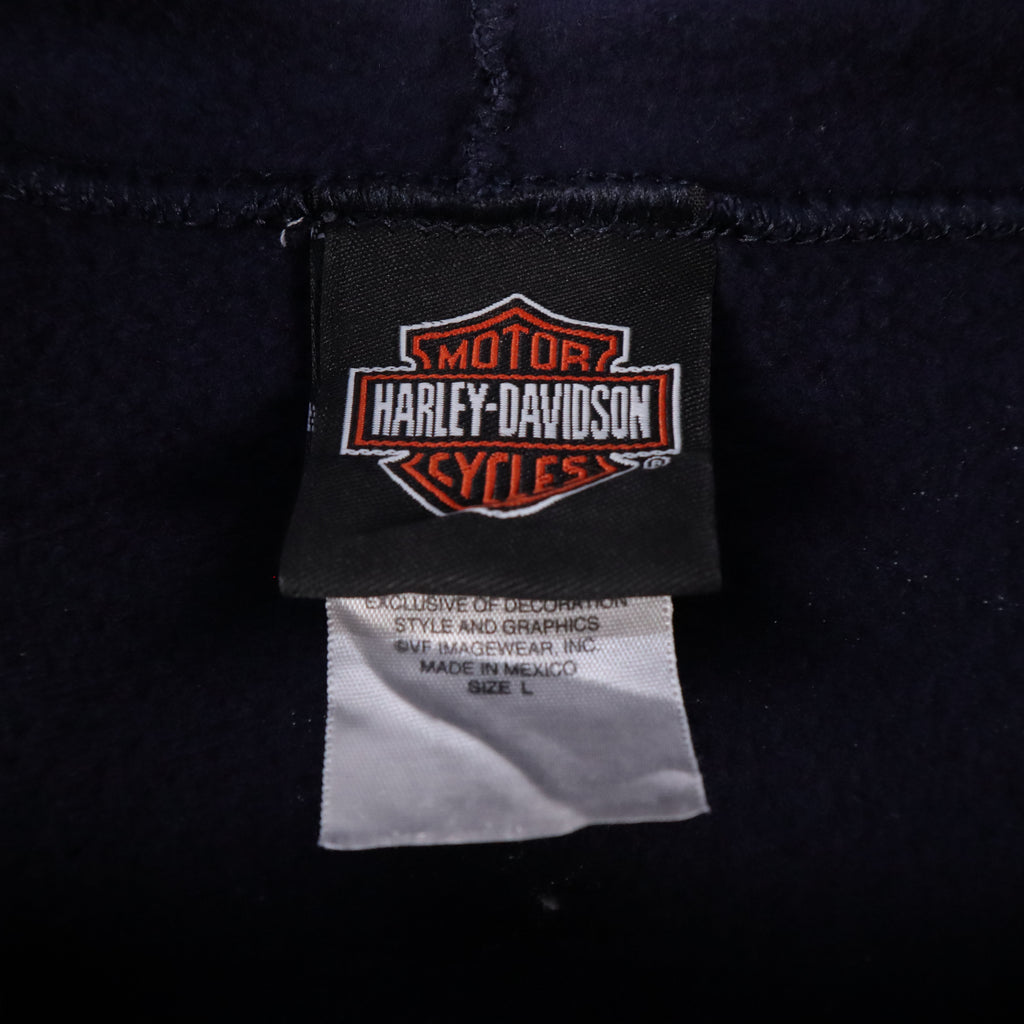 MOTOR
HARLEY-DAVIDSON
CYCLES
®
EXCLUSIVE OF DECORATION
STYLE AND GRAPHICS
©VF IMAGEWEAR, INC.
MADE IN MEXICO
SIZE L